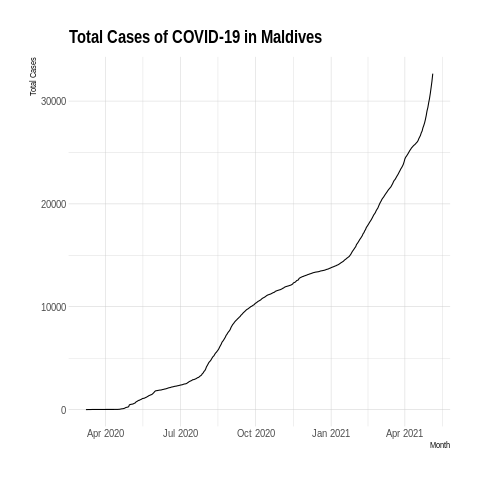 Total Cases of COVID-19 in Maldives
Total Cases
30000
20000
10000
0
Apr 2020 Jul 2020 Oct 2020 Jan 2021 Apr 2021
Month